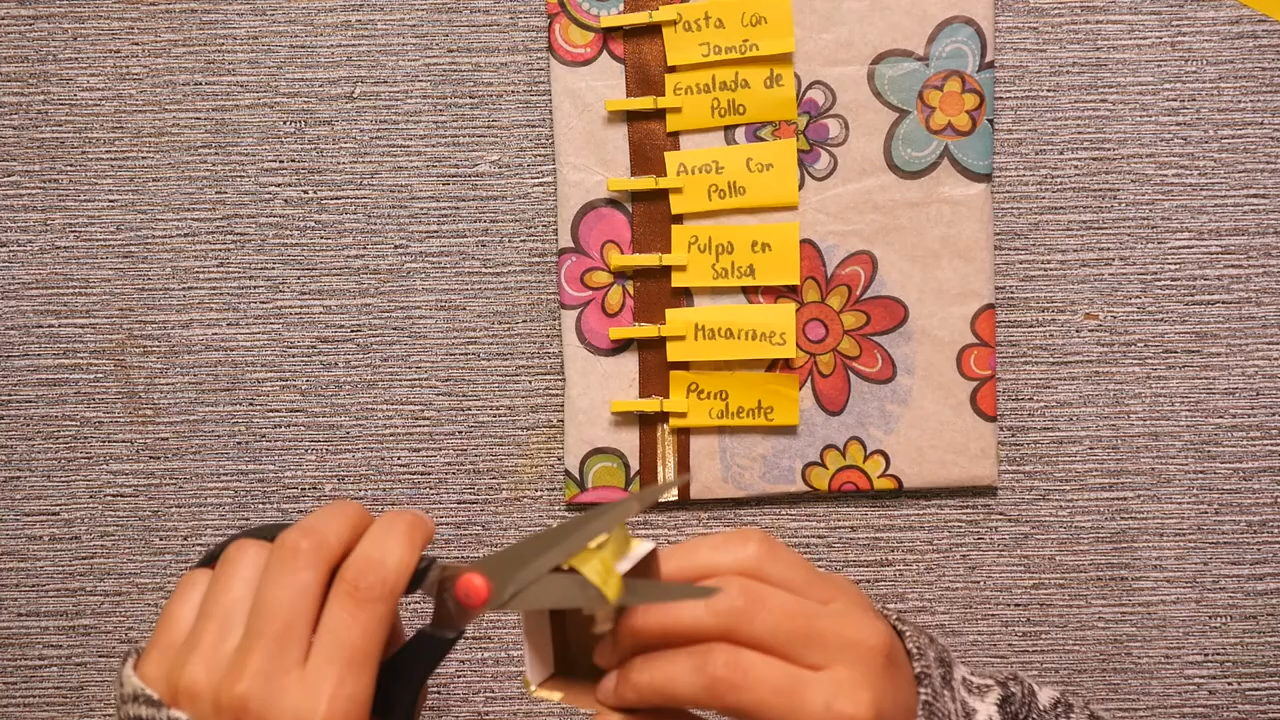 Pasta Con
Jamón
Ensalada de
Pollo
Arroz Con
Pollo
Pulpo en
Salsa
Macarrones
Perro
Caliente